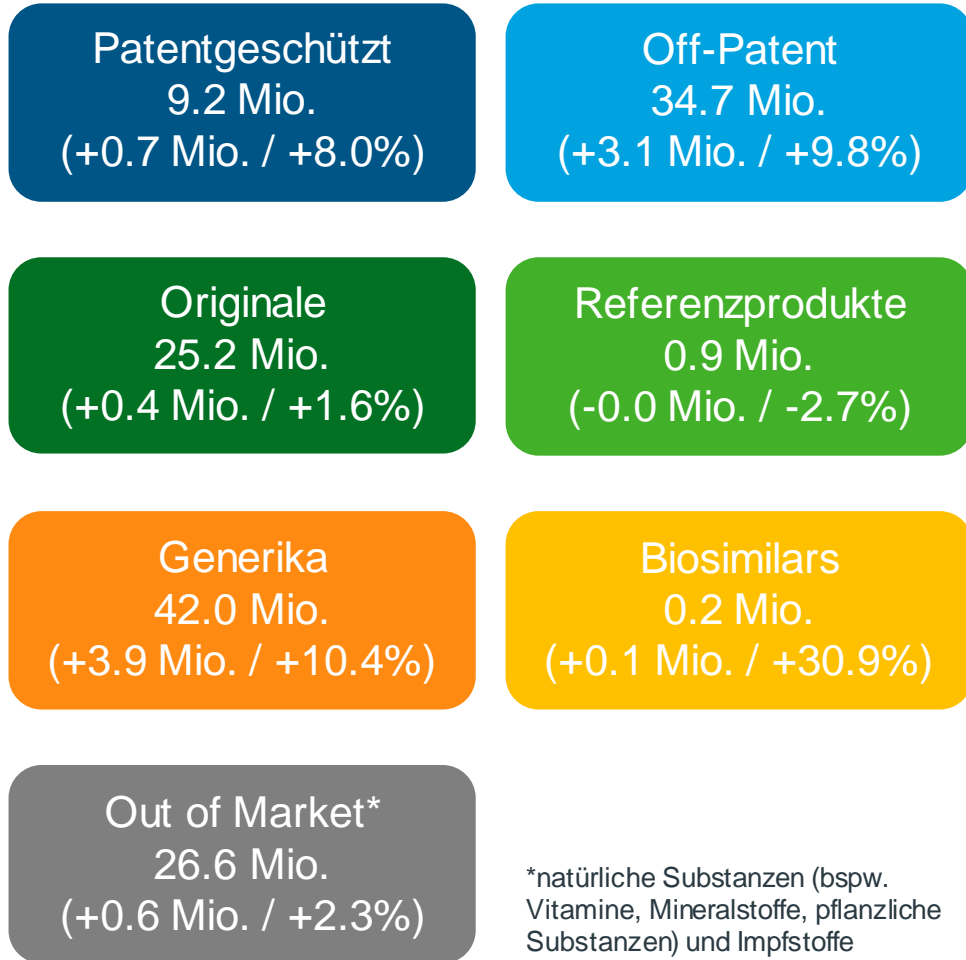 Patentgeschützt
9.2 Mio.
(+0.7 Mio. / +8.0%)
Off-Patent
34.7 Mio.
(+3.1 Mio. / +9.8%)
Originale
25.2 Mio.
(+0.4 Mio. / +1.6%)
Referenzprodukte
0.9 Mio.
(-0.0 Mio. / -2.7%)
Generika
42.0 Mio.
(+3.9 Mio. / +10.4%)
Biosimilars
0.2 Mio.
(+0.1 Mio. / +30.9%)
Out of Market*
26.6 Mio.
(+0.6 Mio. / +2.3%)
*natürliche Substanzen (bspw.
Vitamine, Mineralstoffe, pflanzliche
Substanzen) und Impfstoffe